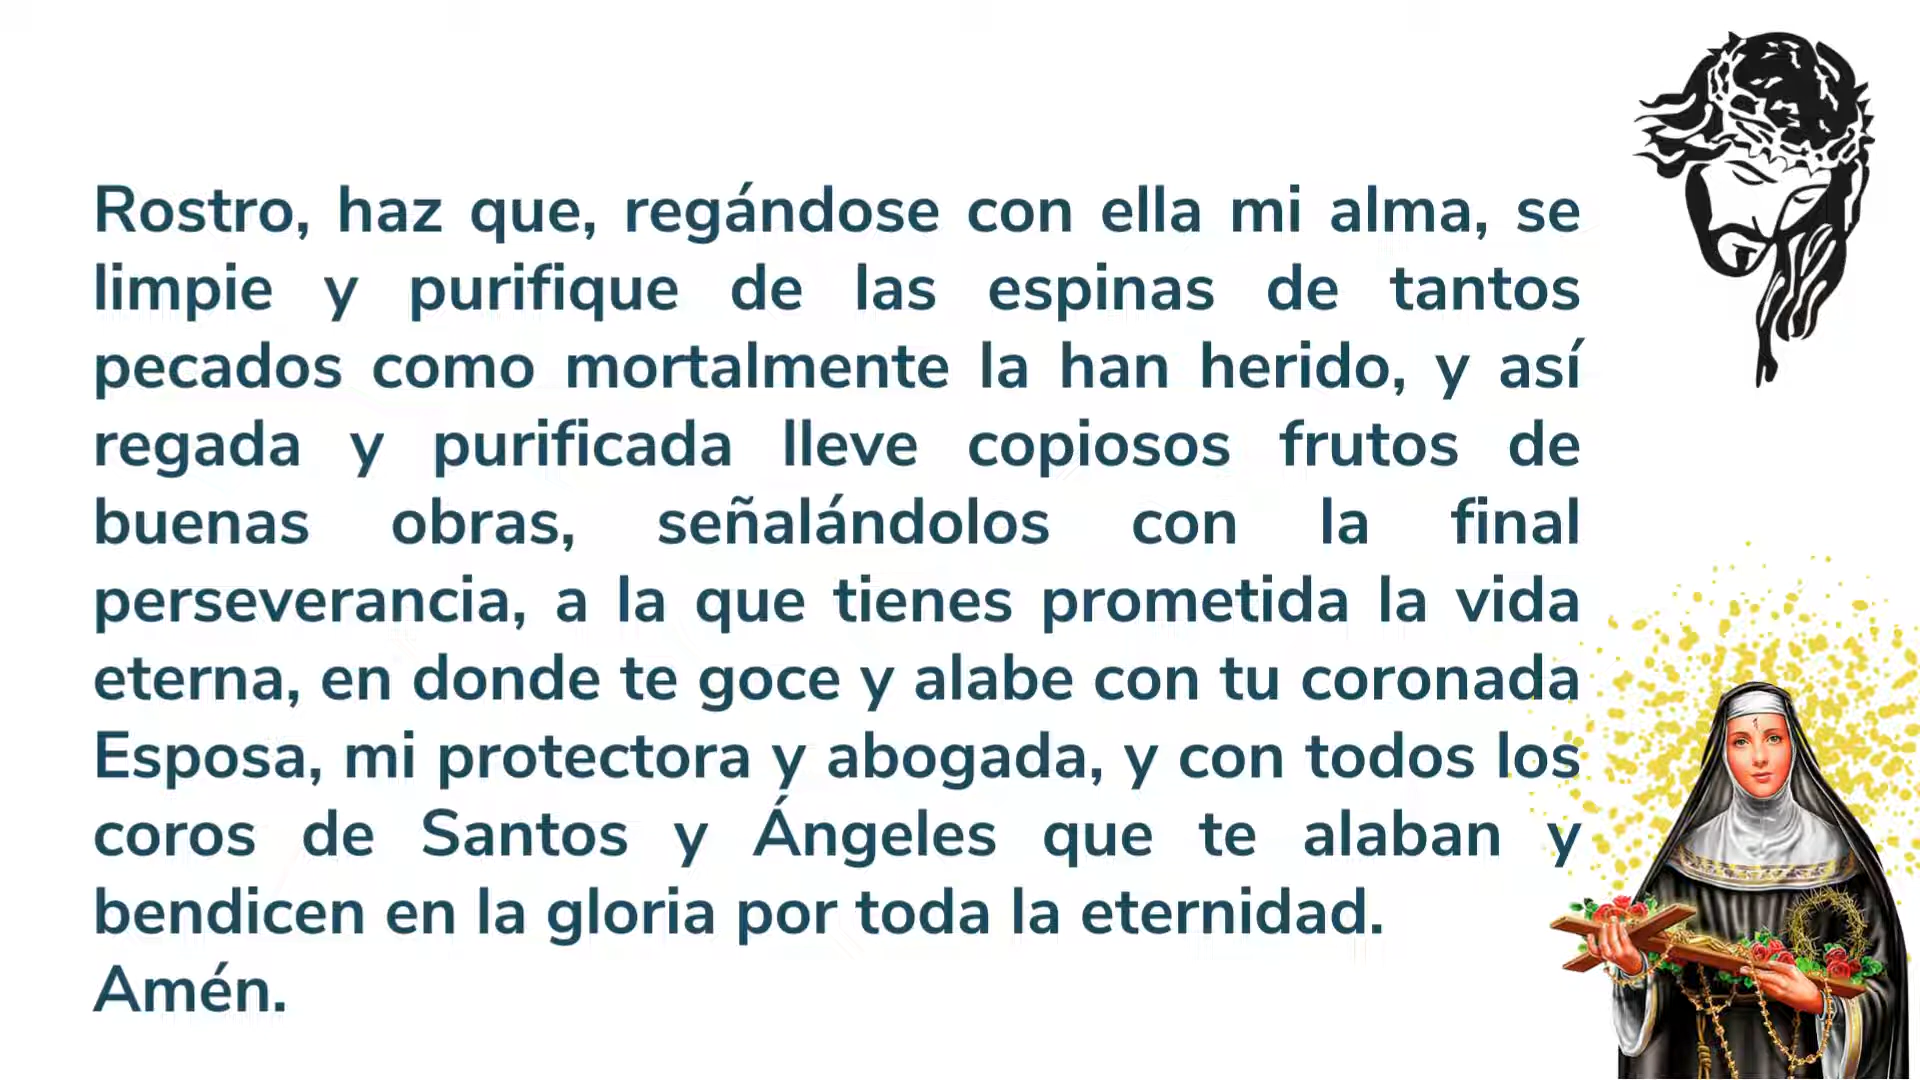 Rostro, haz que, regándose con ella mi alma, se
limpie y purifique de las espinas de tantos
pecados como mortalmente la han herido, y así
regada y purificada lleve copiosos frutos de
buenas obras, señalándolos con la final
perseverancia, a la que tienes prometida la vida
eterna, en donde te goce y alabe con tu coronada
Esposa, mi protectora y abogada, y con todos los
coros de Santos y Ángeles que te alaban y
bendicen en la gloria por toda la eternidad.
Amén.